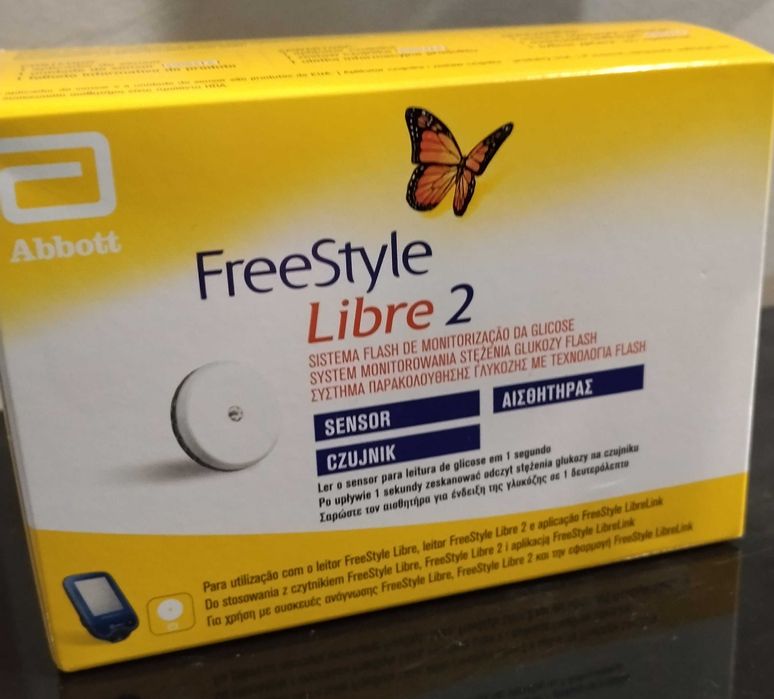 Abbott
FreeStyle
Libre 2
SISTEMA FLASH DE MONITORIZAÇÃO DA GLICOSE
SYSTEM MONITOROWANIA STĘŻENIA GLUKOZY FLASH
ΣΥΣΤΗΜΑ ΠΑΡΑΚΟΛΟΥΘΗΣΗΣ ΓΛΥΚΟΖΗΣ ΜΕ ΤΕΧΝΟΛΟΓΙΑ FLASH
SENSOR
ΑΙΣΘΗΤΗΡΑΣ
CZUJNIK
Ler o sensor para leitura de glicose em 1 segundo
Po upływie 1 sekundy zeskanować odczyt stężenia glukozy na czujniku
Σαρώστε τον αισθητήρα για ένδειξη της γλυκόζης σε 1 δευτερόλεπτο
Para utilização com o leitor FreeStyle Libre, leitor FreeStyle Libre 2 e aplicação FreeStyle LibreLink
Do stosowania z czytnikiem FreeStyle Libre, FreeStyle Libre 2 i aplikacją FreeStyle LibreLink
Για χρήση με συσκευές ανάγνωσης FreeStyle Libre, FreeStyle Libre 2 και την εφαρμογή FreeStyle LibreLink